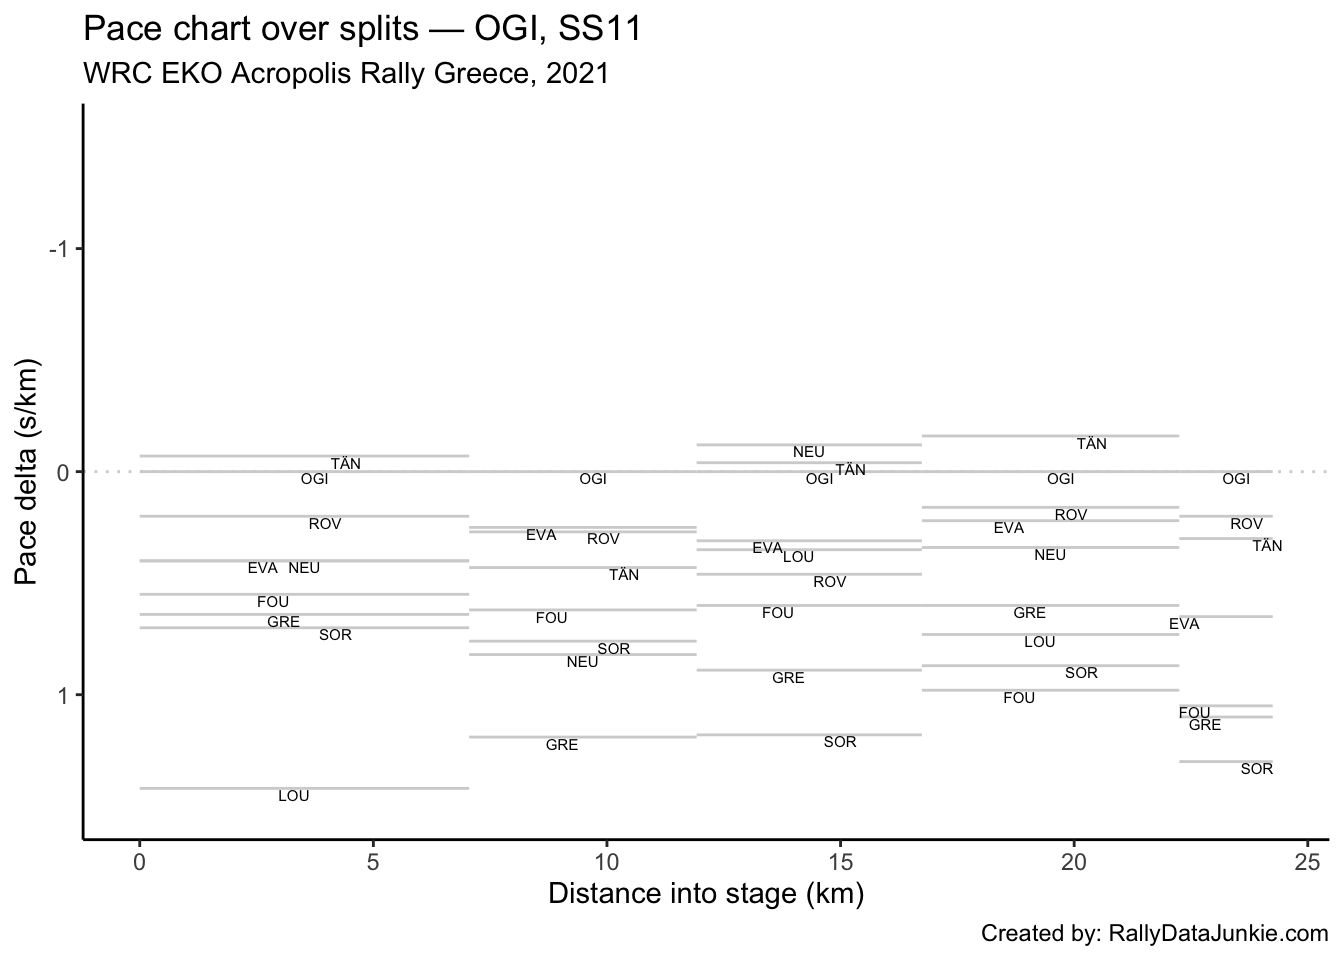 Pace chart over splits — OGI, SS11
WRC EKO Acropolis Rally Greece, 2021
Pace delta (s/km)
-1
0
1
TÄN
OGI
ROV
EVA NEU
FOU
GRE
SOR
LOU
OGI
EVA
ROV
TÄN
FOU
SOR
NEU
GRE
NEU
TÄN
OGI
EVA
LOU
ROV
FOU
GRE
SOR
TÄN
OGI
ROV
EVA
NEU
GRE
LOU
SOR
FOU
OGI
ROV
TÄN
EVA
FOU
GRE
SOR
0 5 10 15 20 25
Distance into stage (km)
Created by: RallyDataJunkie.com